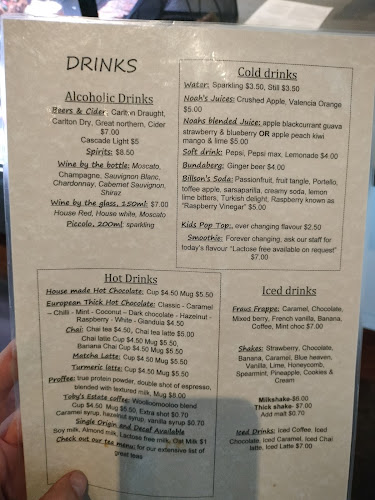 DRINKS
Alcoholic Drinks
Beers & Cider: Carlton Draught,
Carlton Dry, Great northern, Cider
$7.00
Cascade Light $5
Spirits: $8.50
Wine by the bottle: Moscato,
Champagne, Sauvignon Blanc,
Chardonnay, Cabernet Sauvignon,
Shiraz
Wine by the glass, 150ml: $7.00
House Red, House white, Moscato
Piccolo, 200ml: sparkling
Cold drinks
Water: Sparkling $3.50, Still $3.50
Noah's Juices: Crushed Apple, Valencia Orange
$5.00
Noahs blended Juice: apple blackcurrant guava
strawberry & blueberry OR apple peach kiwi
mango & lime $5.00
Soft drink: Pepsi, Pepsi max, Lemonade $4.00
Bundaberg: Ginger beer $4.00
Billson's Soda: Passionfruit, fruit tangle, Portello,
toffee apple, sarsaparilla, creamy soda, lemon
lime bitters, Turkish delight, Raspberry known as
"Raspberry Vinegar" $5.00
Kids Pop Top:, over changing flavour $2.50
Smoothie: Forever changing, ask our staff for
today's flavour "Lactose free available on request"
$7.00
Hot Drinks
House made Hot Chocolate: Cup $4.50 Mug $5.50
European Thick Hot Chocolate: Classic - Caramel
– Chilli - Mint - Coconut – Dark chocolate - Hazelnut -
Raspberry - White - Gianduia $4.50
Chai: Chai tea $4.50, Chai tea latte $5.00
Chai latte Cup $4.50 Mug $5.50,
Banana Chai Cup $4.50 Mug $5.50
Matcha Latte: Cup $4.50 Mug $5.50
Turmeric latte: Cup $4.50 Mug $5.50
Proffee: true protein powder, double shot of espresso,
blended with textured milk, Mug $8.00
Toby's Estate coffee: Woolloomooloo blend
Cup $4.50 Mug $5.50, Extra shot $0.70
Caramel syrup, hazelnut syrup, vanilla syrup $0.70
Single Origin and Decaf Available
Soy milk, Almond milk, Lactose free milk, Oat Milk $1
Check out our tea menu: for our extensive list of
great teas
Iced drinks
Fraus Frappe: Caramel, Chocolate,
Mixed berry, French vanilla, Banana,
Coffee, Mint choc $7.00
Shakes: Strawberry, Chocolate,
Banana, Caramel, Blue heaven,
Vanilla, Lime, Honeycomb,
Spearmint, Pineapple, Cookies &
Cream
Milkshake- $6.00
Thick shake- $7.00
Add malt $0.70
Iced Drinks: Iced Coffee, Iced
Chocolate, Iced Caramel, Iced Chai
latte, Iced Latte $7.00